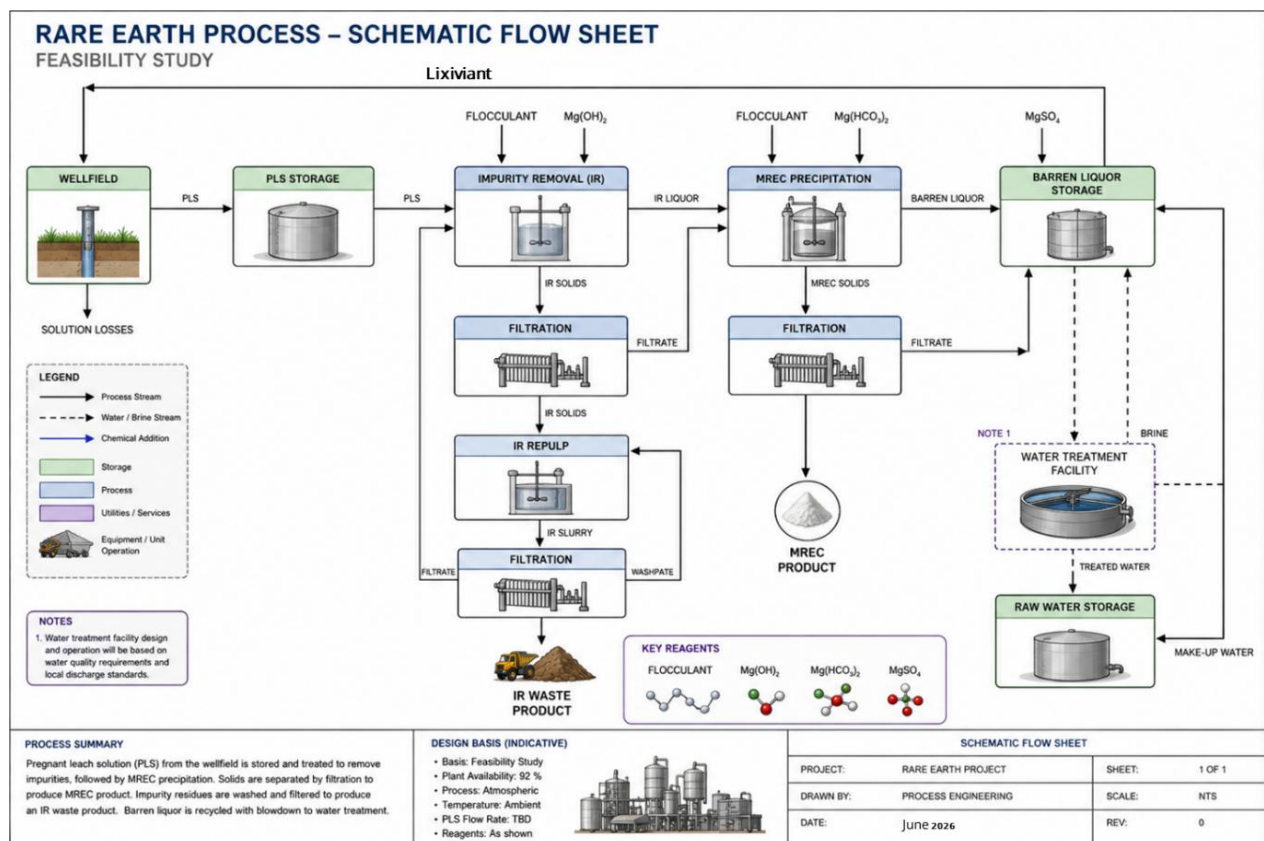 RARE EARTH PROCESS – SCHEMATIC FLOW SHEET
FEASIBILITY STUDY
Lixiviant
FLOCCULANT
Mg(OH)₂
FLOCCULANT
Mg(HCO₃)₂
MgSO₄
WELLFIELD
PLS
PLS STORAGE
PLS
IMPURITY REMOVAL (IR)
IR LIQUOR
MREC PRECIPITATION
BARREN LIQUOR
BARREN LIQUOR
STORAGE
SOLUTION LOSSES
IR SOLIDS
MREC SOLIDS
FILTRATION
FILTRATE
FILTRATION
FILTRATE
LEGEND
Process Stream
Water / Brine Stream
Chemical Addition
Storage
Process
Utilities / Services
Equipment / Unit
Operation
IR SOLIDS
IR REPULP
IR SLURRY
FILTRATE
FILTRATION
WASHPATE
IR WASTE
PRODUCT
MREC
PRODUCT
NOTE 1
BRINE
WATER TREATMENT
FACILITY
TREATED WATER
RAW WATER STORAGE
MAKE-UP WATER
NOTES
1. Water treatment facility design
and operation will be based on
water quality requirements and
local discharge standards.
KEY REAGENTS
FLOCCULANT
Mg(OH)₂
Mg(HCO₃)₂
MgSO₄
PROCESS SUMMARY
Pregnant leach solution (PLS) from the wellfield is stored and treated to remove
impurities, followed by MREC precipitation. Solids are separated by filtration to
produce MREC product. Impurity residues are washed and filtered to produce
an IR waste product. Barren liquor is recycled with blowdown to water treatment.
DESIGN BASIS (INDICATIVE)
• Basis: Feasibility Study
• Plant Availability: 92 %
• Process: Atmospheric
• Temperature: Ambient
• PLS Flow Rate: TBD
• Reagents: As shown
SCHEMATIC FLOW SHEET
PROJECT: RARE EARTH PROJECT SHEET: 1 OF 1
DRAWN BY: PROCESS ENGINEERING SCALE: NTS
DATE: June 2026 REV: 0